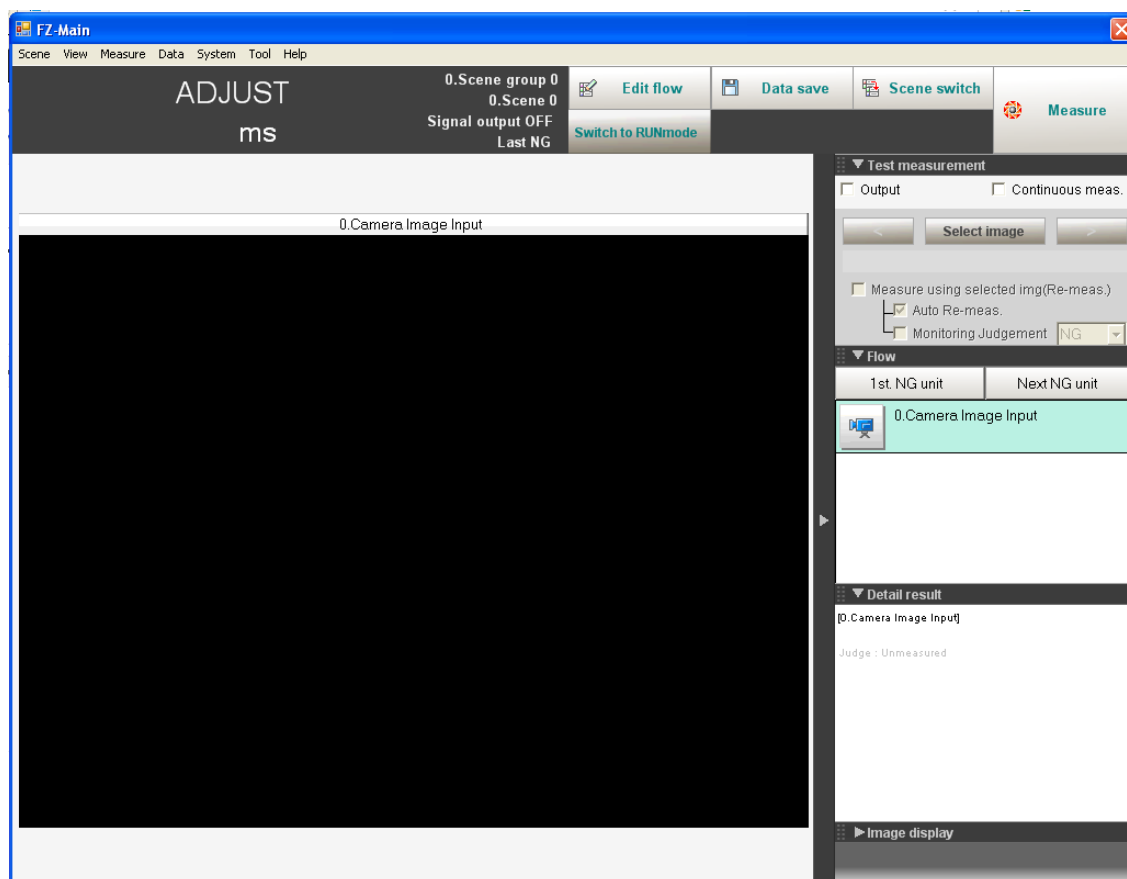 FZ-Main
Scene View Measure Data System Tool Help
ADJUST
ms
0.Scene group 0
0.Scene 0
Signal output OFF
Last NG
Edit flow
Data save
Scene switch
Measure
Switch to RUNmode
Test measurement
Output
Continuous meas.
<
Select image
>
Measure using selected img(Re-meas.)
Auto Re-meas.
Monitoring Judgement
NG
0.Camera Image Input
Flow
1st. NG unit
Next NG unit
0.Camera Image Input
Detail result
[0.Camera Image Input]
Judge : Unmeasured
Image display